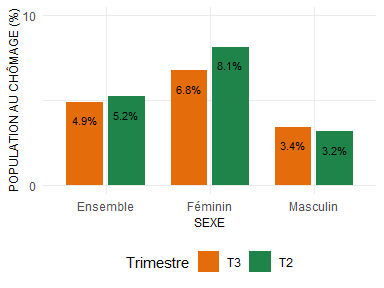 POPULATION AU CHÔMAGE (%)
10
0
4.9%
5.2%
6.8%
8.1%
3.4%
3.2%
Ensemble
Féminin
Masculin
SEXE
Trimestre
T3
T2